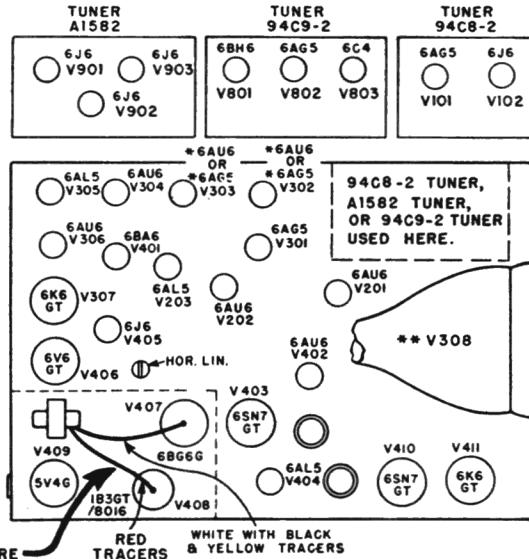 TUNER
A1582
TUNER
94C9-2
TUNER
94C8-2
6J6
V901
6J6
V903
6J6
V902
6BH6
V801
6AG5
V802
6C4
V803
6AG5
V101
6J6
V102
6AL5
V305
6AU6
V304
*6AU6
OR
*6AG5
V303
*6AU6
OR
*6AG5
V302
94C8-2 TUNER,
A1582 TUNER,
OR 94C9-2 TUNER
USED HERE.
6AU6
V306
6BA6
V401
6AL5
V203
6AG5
V301
6AU6
V202
6AU6
V201
6K6
GT
V307
6J6
V405
6V6
GT
V406
HOR. LIN.
6AU6
V402
** V308
V407
6BG6G
V403
6SN7
GT
V409
5V4G
1B3GT
/8016
V408
6AL5
V404
V410
6SN7
GT
V411
6K6
GT
RE
RED
TRACERS
WHITE WITH BLACK
& YELLOW TRACERS